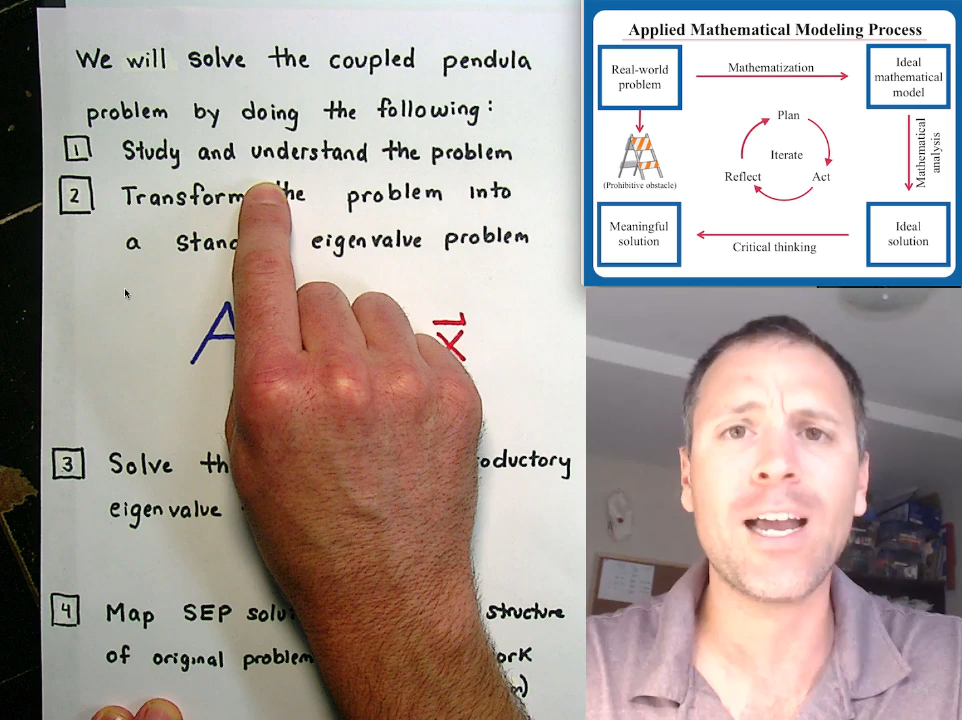 We will solve the coupled pendula
problem by doing the following:
1 Study and understand the problem
2 Transform the problem into
a stand eigenvalue problem
A x
3 Solve th oductory
eigenvalue
4 Map SEP solu structure
of original problem ork
m)
Applied Mathematical Modeling Process
Real-world
problem
Mathematization
Ideal
mathematical
model
(Prohibitive obstacle)
Plan
Iterate
Reflect Act
Mathematical
analysis
Meaningful
solution
Critical thinking
Ideal
solution